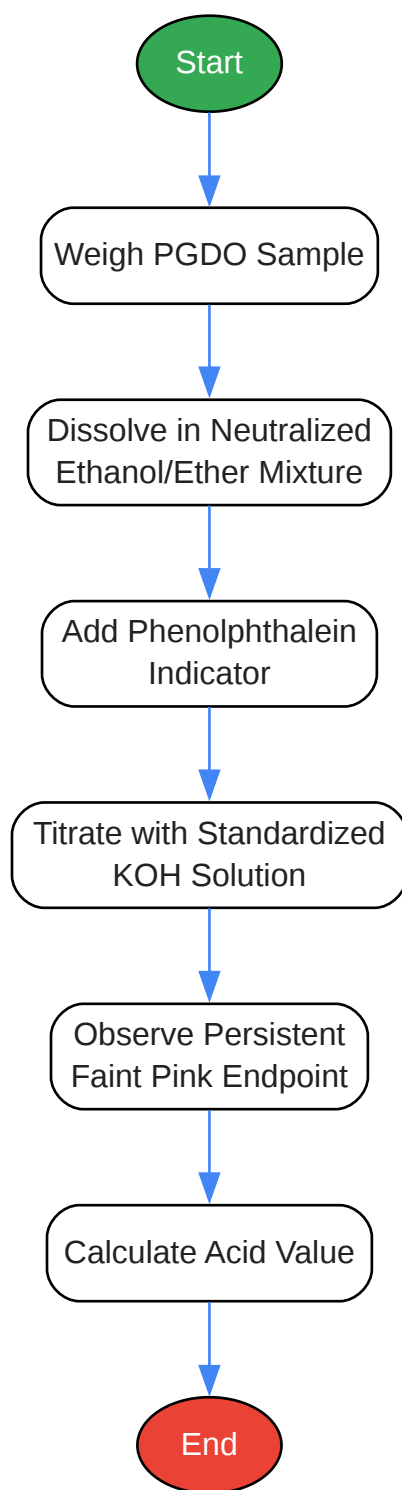 Start
Weigh PGDO Sample
Dissolve in Neutralized
Ethanol/Ether Mixture
Add Phenolphthalein
Indicator
Titrate with Standardized
KOH Solution
Observe Persistent
Faint Pink Endpoint
Calculate Acid Value
End